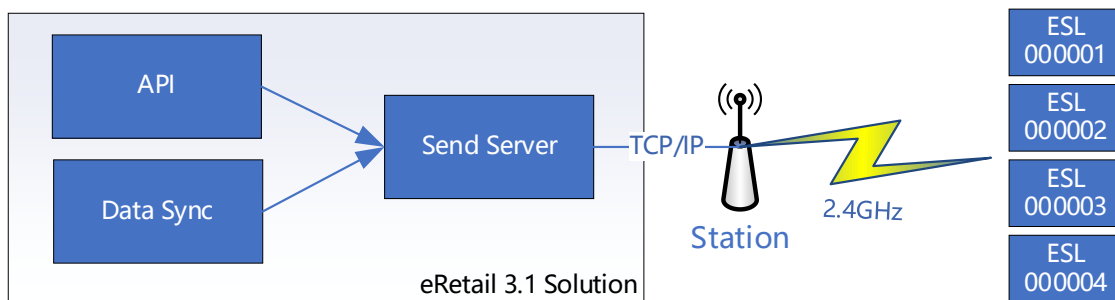 API
Data Sync
Send Server
eRetail 3.1 Solution
TCP/IP
Station
2.4GHz
ESL
000001
ESL
000002
ESL
000003
ESL
000004